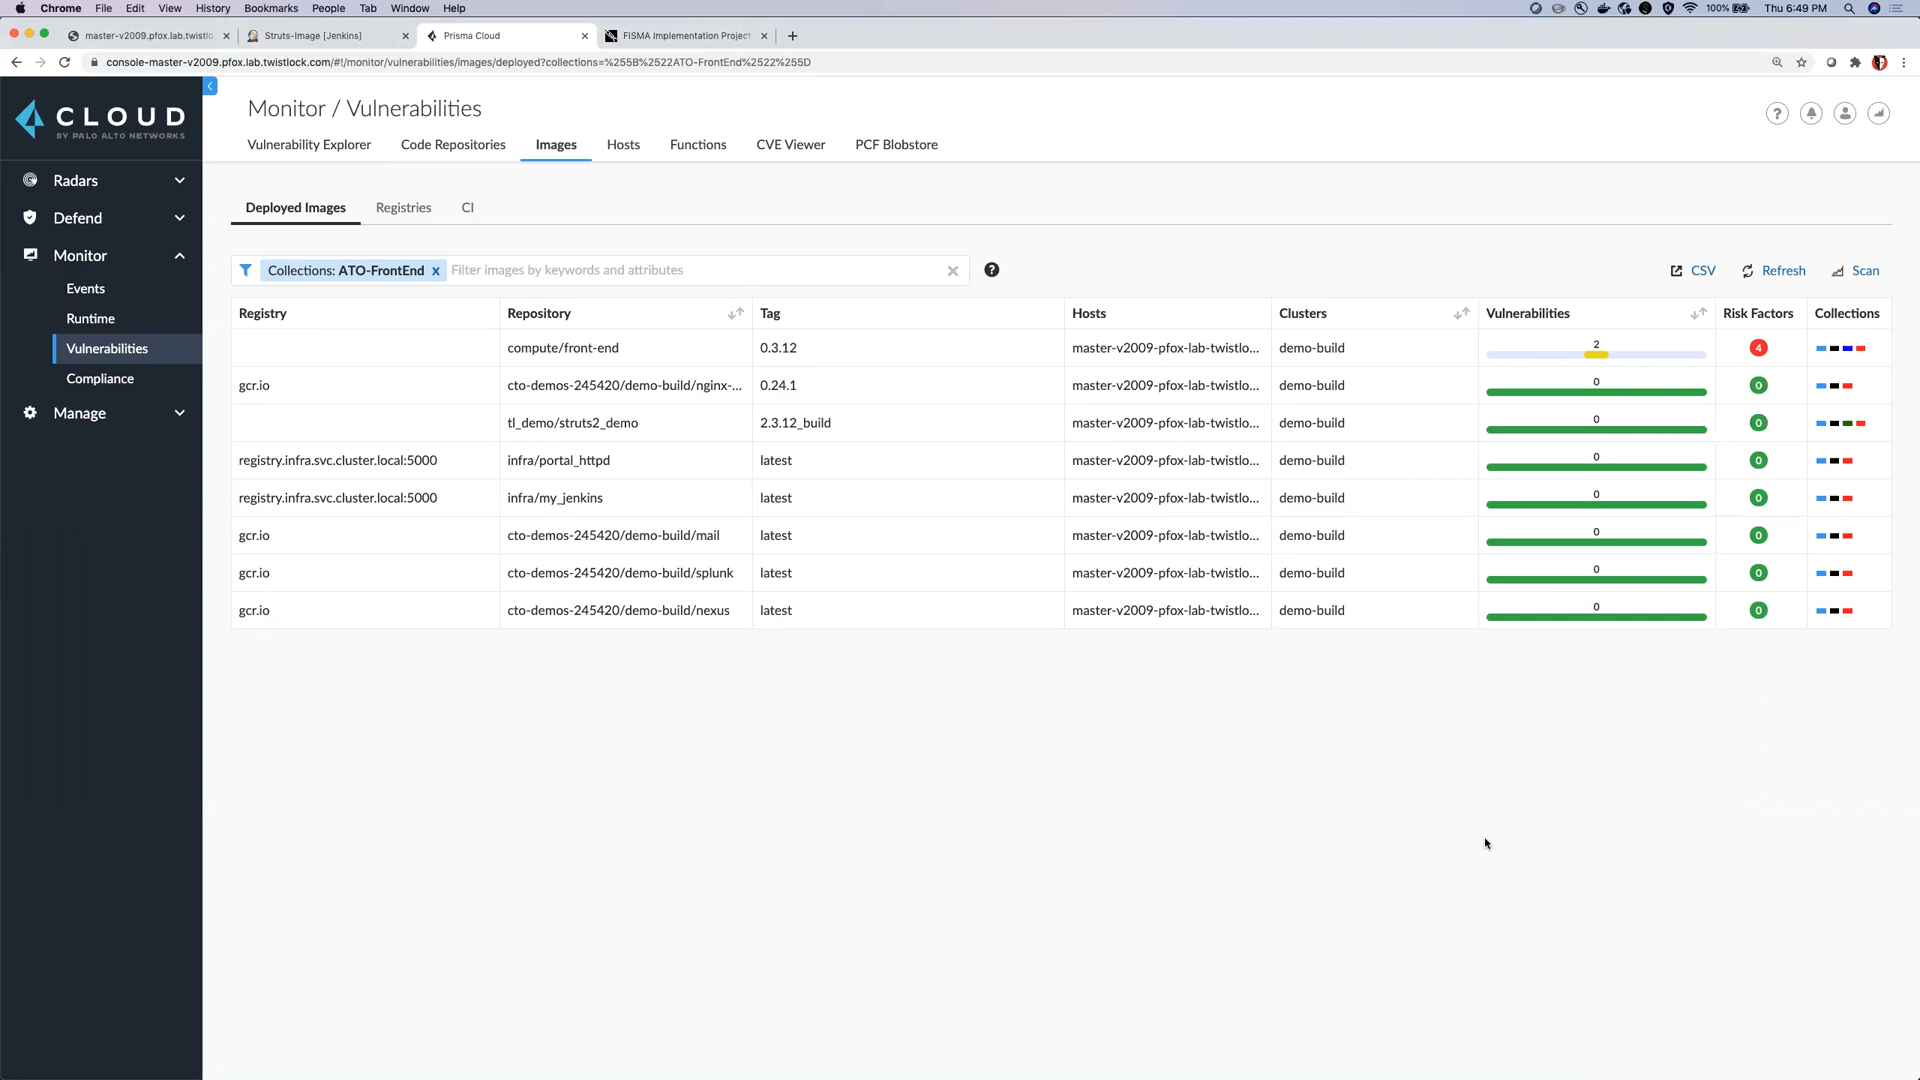 Chrome File Edit View History Bookmarks People Tab Window Help 100% Thu 6:49 PM
master-v2009.pfox.lab.twistlo Struts-Image [Jenkins] Prisma Cloud FISMA Implementation Project
console-master-v2009.pfox.lab.twistlock.com/#!/monitor/vulnerabilities/images/deployed?collections=%255B%2522ATO-FrontEnd%2522%255D
CLOUD
BY PALO ALTO NETWORKS
Radars
Defend
Monitor
Events
Runtime
Vulnerabilities
Compliance
Manage
Monitor / Vulnerabilities
Vulnerability Explorer Code Repositories Images Hosts Functions CVE Viewer PCF Blobstore
Deployed Images Registries CI
Collections: ATO-FrontEnd x Filter images by keywords and attributes ? CSV Refresh Scan
Registry Repository Tag Hosts Clusters Vulnerabilities Risk Factors Collections
compute/front-end 0.3.12 master-v2009-pfox-lab-twistlo... demo-build 2 4
gcr.io cto-demos-245420/demo-build/nginx-... 0.24.1 master-v2009-pfox-lab-twistlo... demo-build 0 0
tl_demo/struts2_demo 2.3.12_build master-v2009-pfox-lab-twistlo... demo-build 0 0
registry.infra.svc.cluster.local:5000 infra/portal_httpd latest master-v2009-pfox-lab-twistlo... demo-build 0 0
registry.infra.svc.cluster.local:5000 infra/my_jenkins latest master-v2009-pfox-lab-twistlo... demo-build 0 0
gcr.io cto-demos-245420/demo-build/mail latest master-v2009-pfox-lab-twistlo... demo-build 0 0
gcr.io cto-demos-245420/demo-build/splunk latest master-v2009-pfox-lab-twistlo... demo-build 0 0
gcr.io cto-demos-245420/demo-build/nexus latest master-v2009-pfox-lab-twistlo... demo-build 0 0